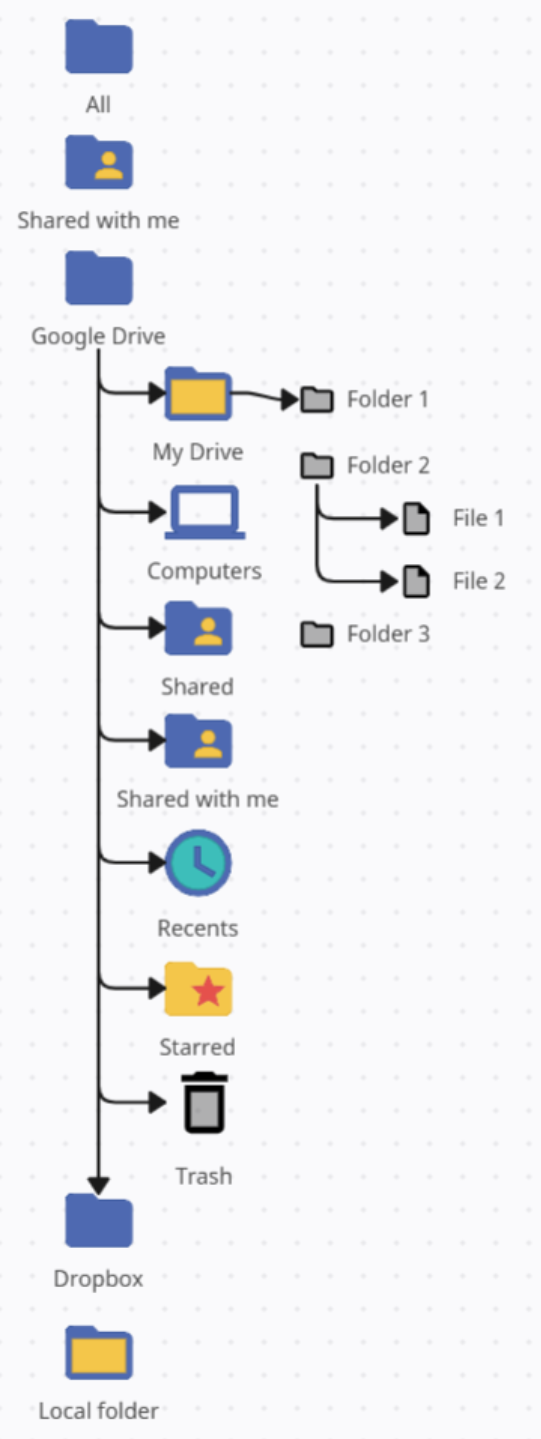 All
Shared with me
Google Drive
My Drive
Folder 1
Folder 2
File 1
Computers
File 2
Folder 3
Shared
Shared with me
Recents
Starred
Trash
Dropbox
Local folder